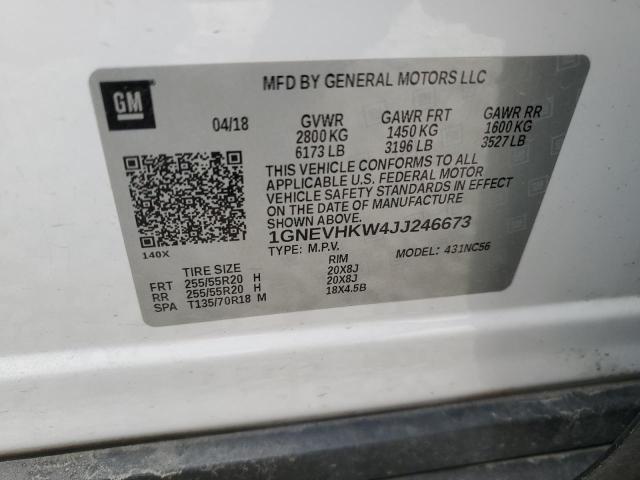 GM
MFD BY GENERAL MOTORS LLC
04/18 GVWR GAWR FRT GAWR RR
2800 KG 1450 KG 1600 KG
6173 LB 3196 LB 3527 LB
THIS VEHICLE CONFORMS TO ALL
APPLICABLE U.S. FEDERAL MOTOR
VEHICLE SAFETY STANDARDS IN EFFECT
ON THE DATE OF MANUFACTURE
SHOWN ABOVE.
1GNEVHKW4JJ246673
140X TYPE: M.P.V. MODEL: 431NC56
TIRE SIZE RIM
FRT 255/55R20 H 20X8J
RR 255/55R20 H 20X8J
SPA T135/70R18 M 18X4.5B